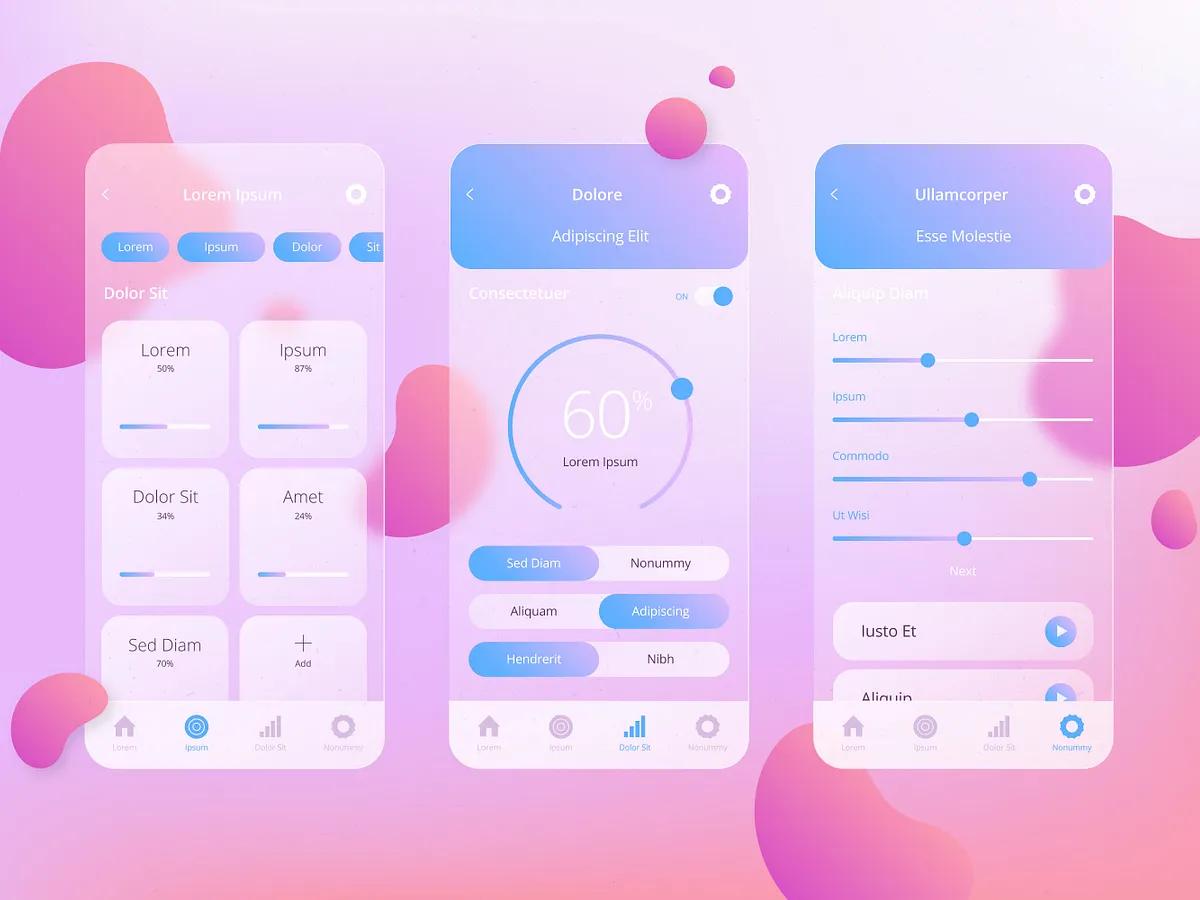 Lorem Ipsum
Lorem Ipsum Dolor Sit
Dolor Sit
Lorem
50%
Ipsum
87%
Dolor Sit
34%
Amet
24%
Sed Diam
70%
Add
Lorem Ipsum Dolor Sit Nonummy
Dolore
Adipiscing Elit
Consectetuer ON
60%
Lorem Ipsum
Sed Diam Nonummy
Aliquam Adipiscing
Hendrerit Nibh
Lorem Ipsum Dolor Sit Nonummy
Ullamcorper
Esse Molestie
Aliquip Diam
Lorem
Ipsum
Commodo
Ut Wisi
Next
Iusto Et
Aliquip
Lorem Ipsum Dolor Sit Nonummy